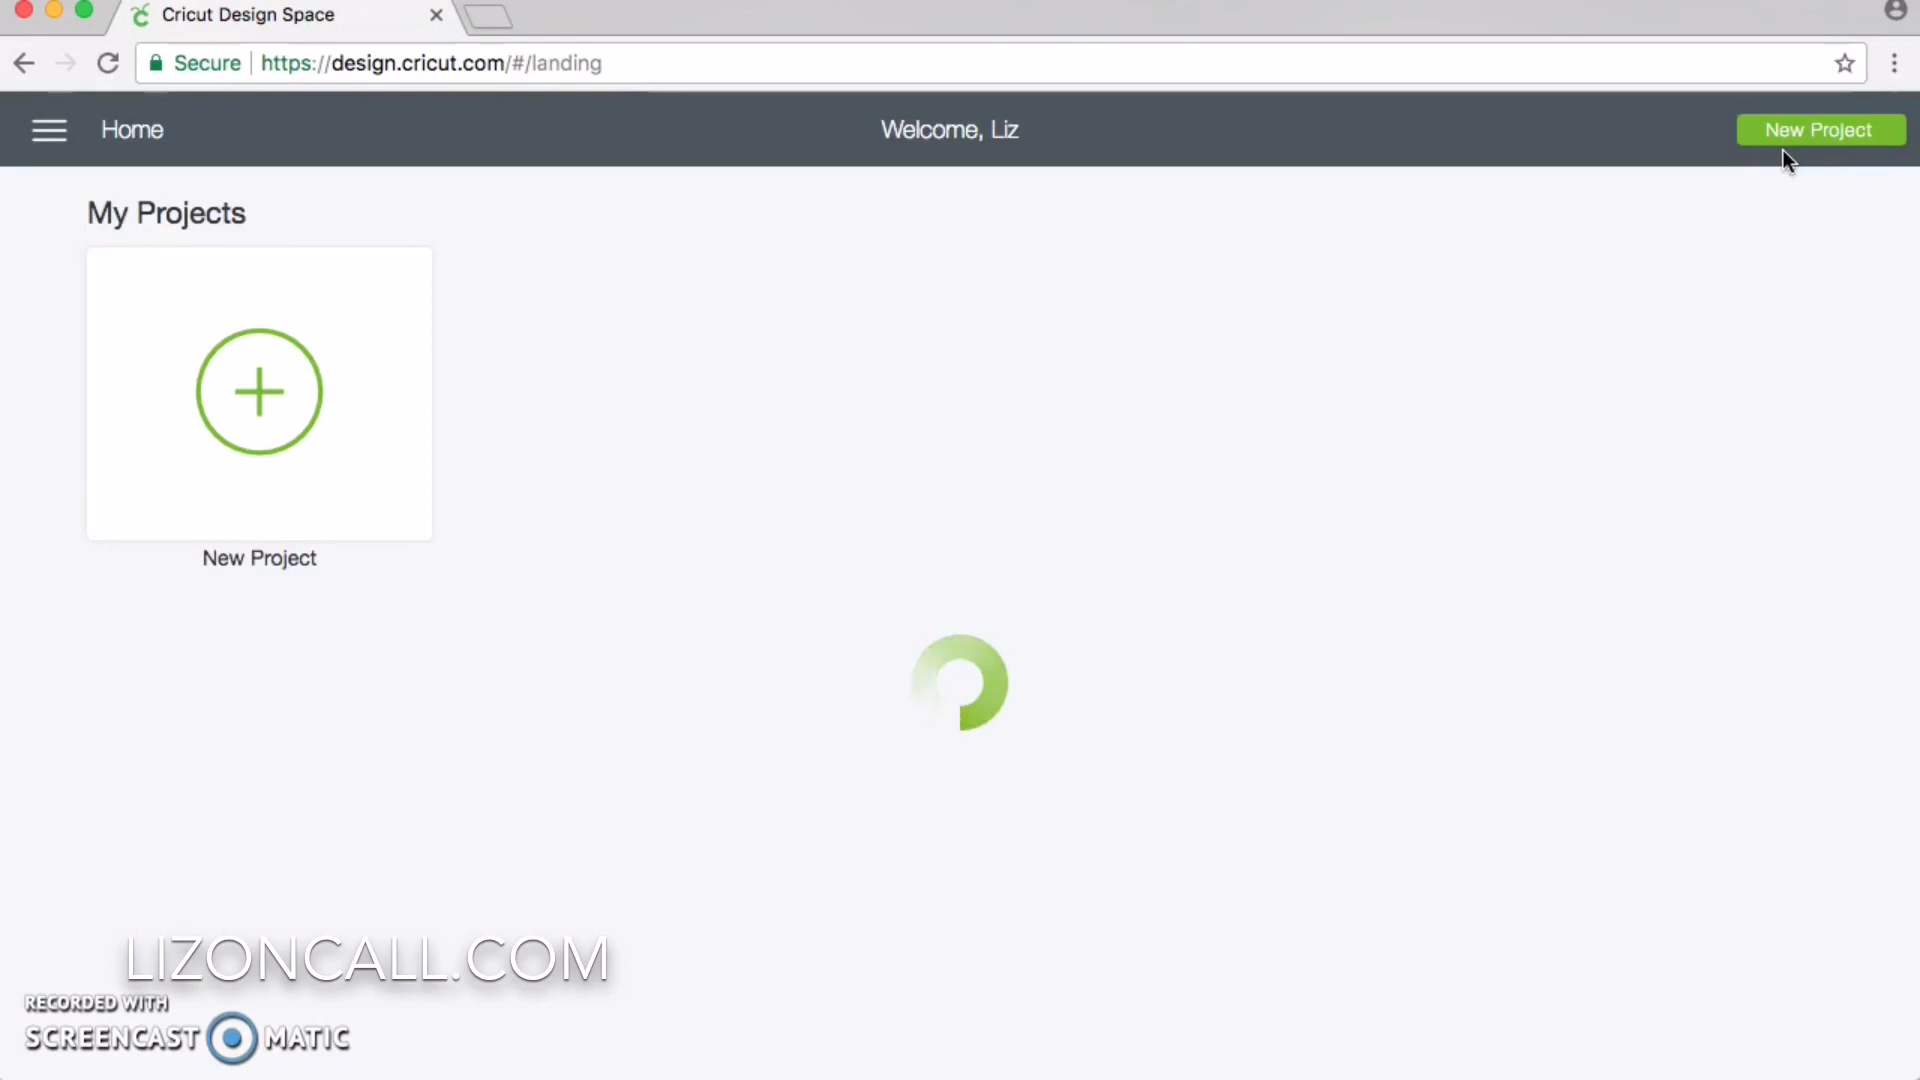 Cricut Design Space
Secure https://design.cricut.com/#/landing
Home
Welcome, Liz
New Project
My Projects
New Project
LIZONCALL.COM
RECORDED WITH
SCREENCAST MATIC